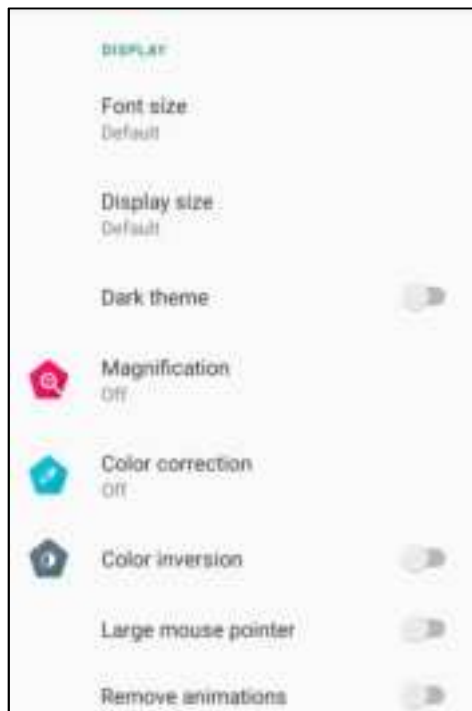 DISPLAY
Font size
Default
Display size
Default
Dark theme
Magnification
Off
Color correction
Off
Color inversion
Large mouse pointer
Remove animations